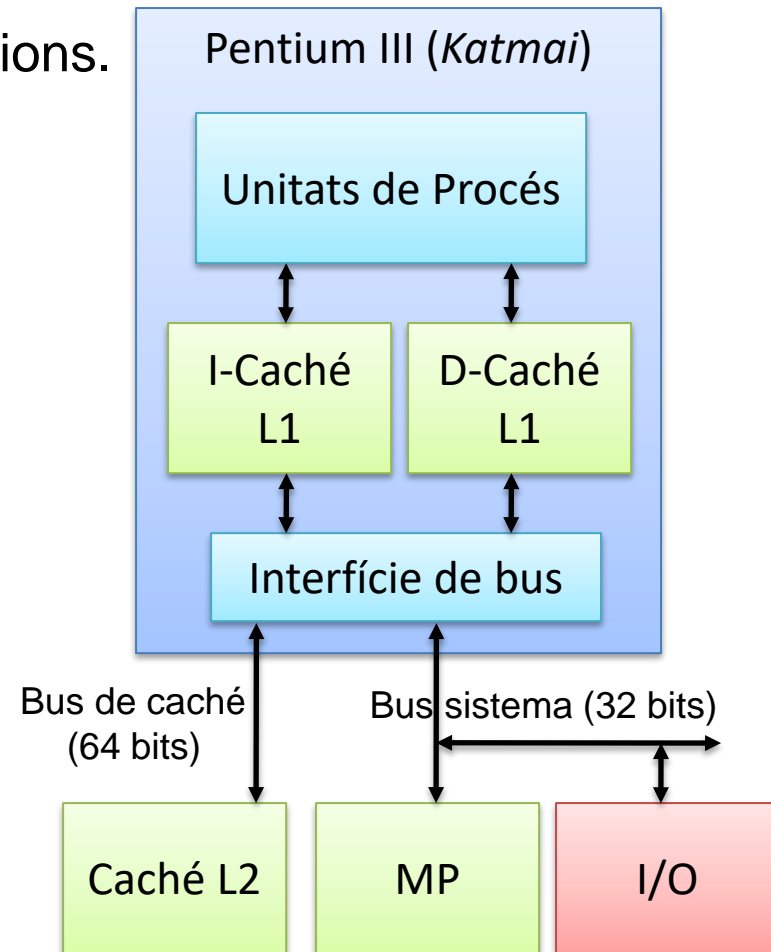 ions.
Pentium III (Katmai)
Unitats de Procés
I-Caché
L1
D-Caché
L1
Interfície de bus
Bus de caché
(64 bits)
Bus sistema (32 bits)
Caché L2
MP
I/O